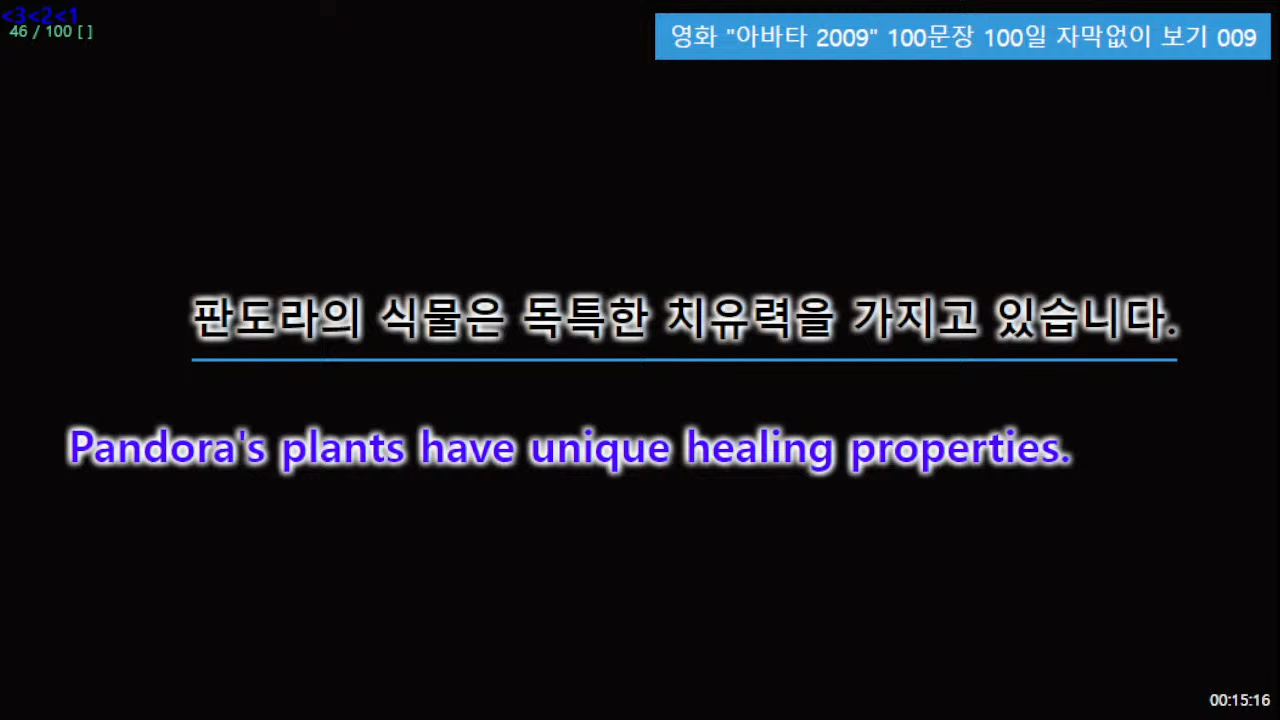 <3<2<1
46 / 100 [ ]
영화 "아바타 2009" 100문장 100일 자막없이 보기 009
판도라의 식물은 독특한 치유력을 가지고 있습니다.
Pandora's plants have unique healing properties.
00:15:16